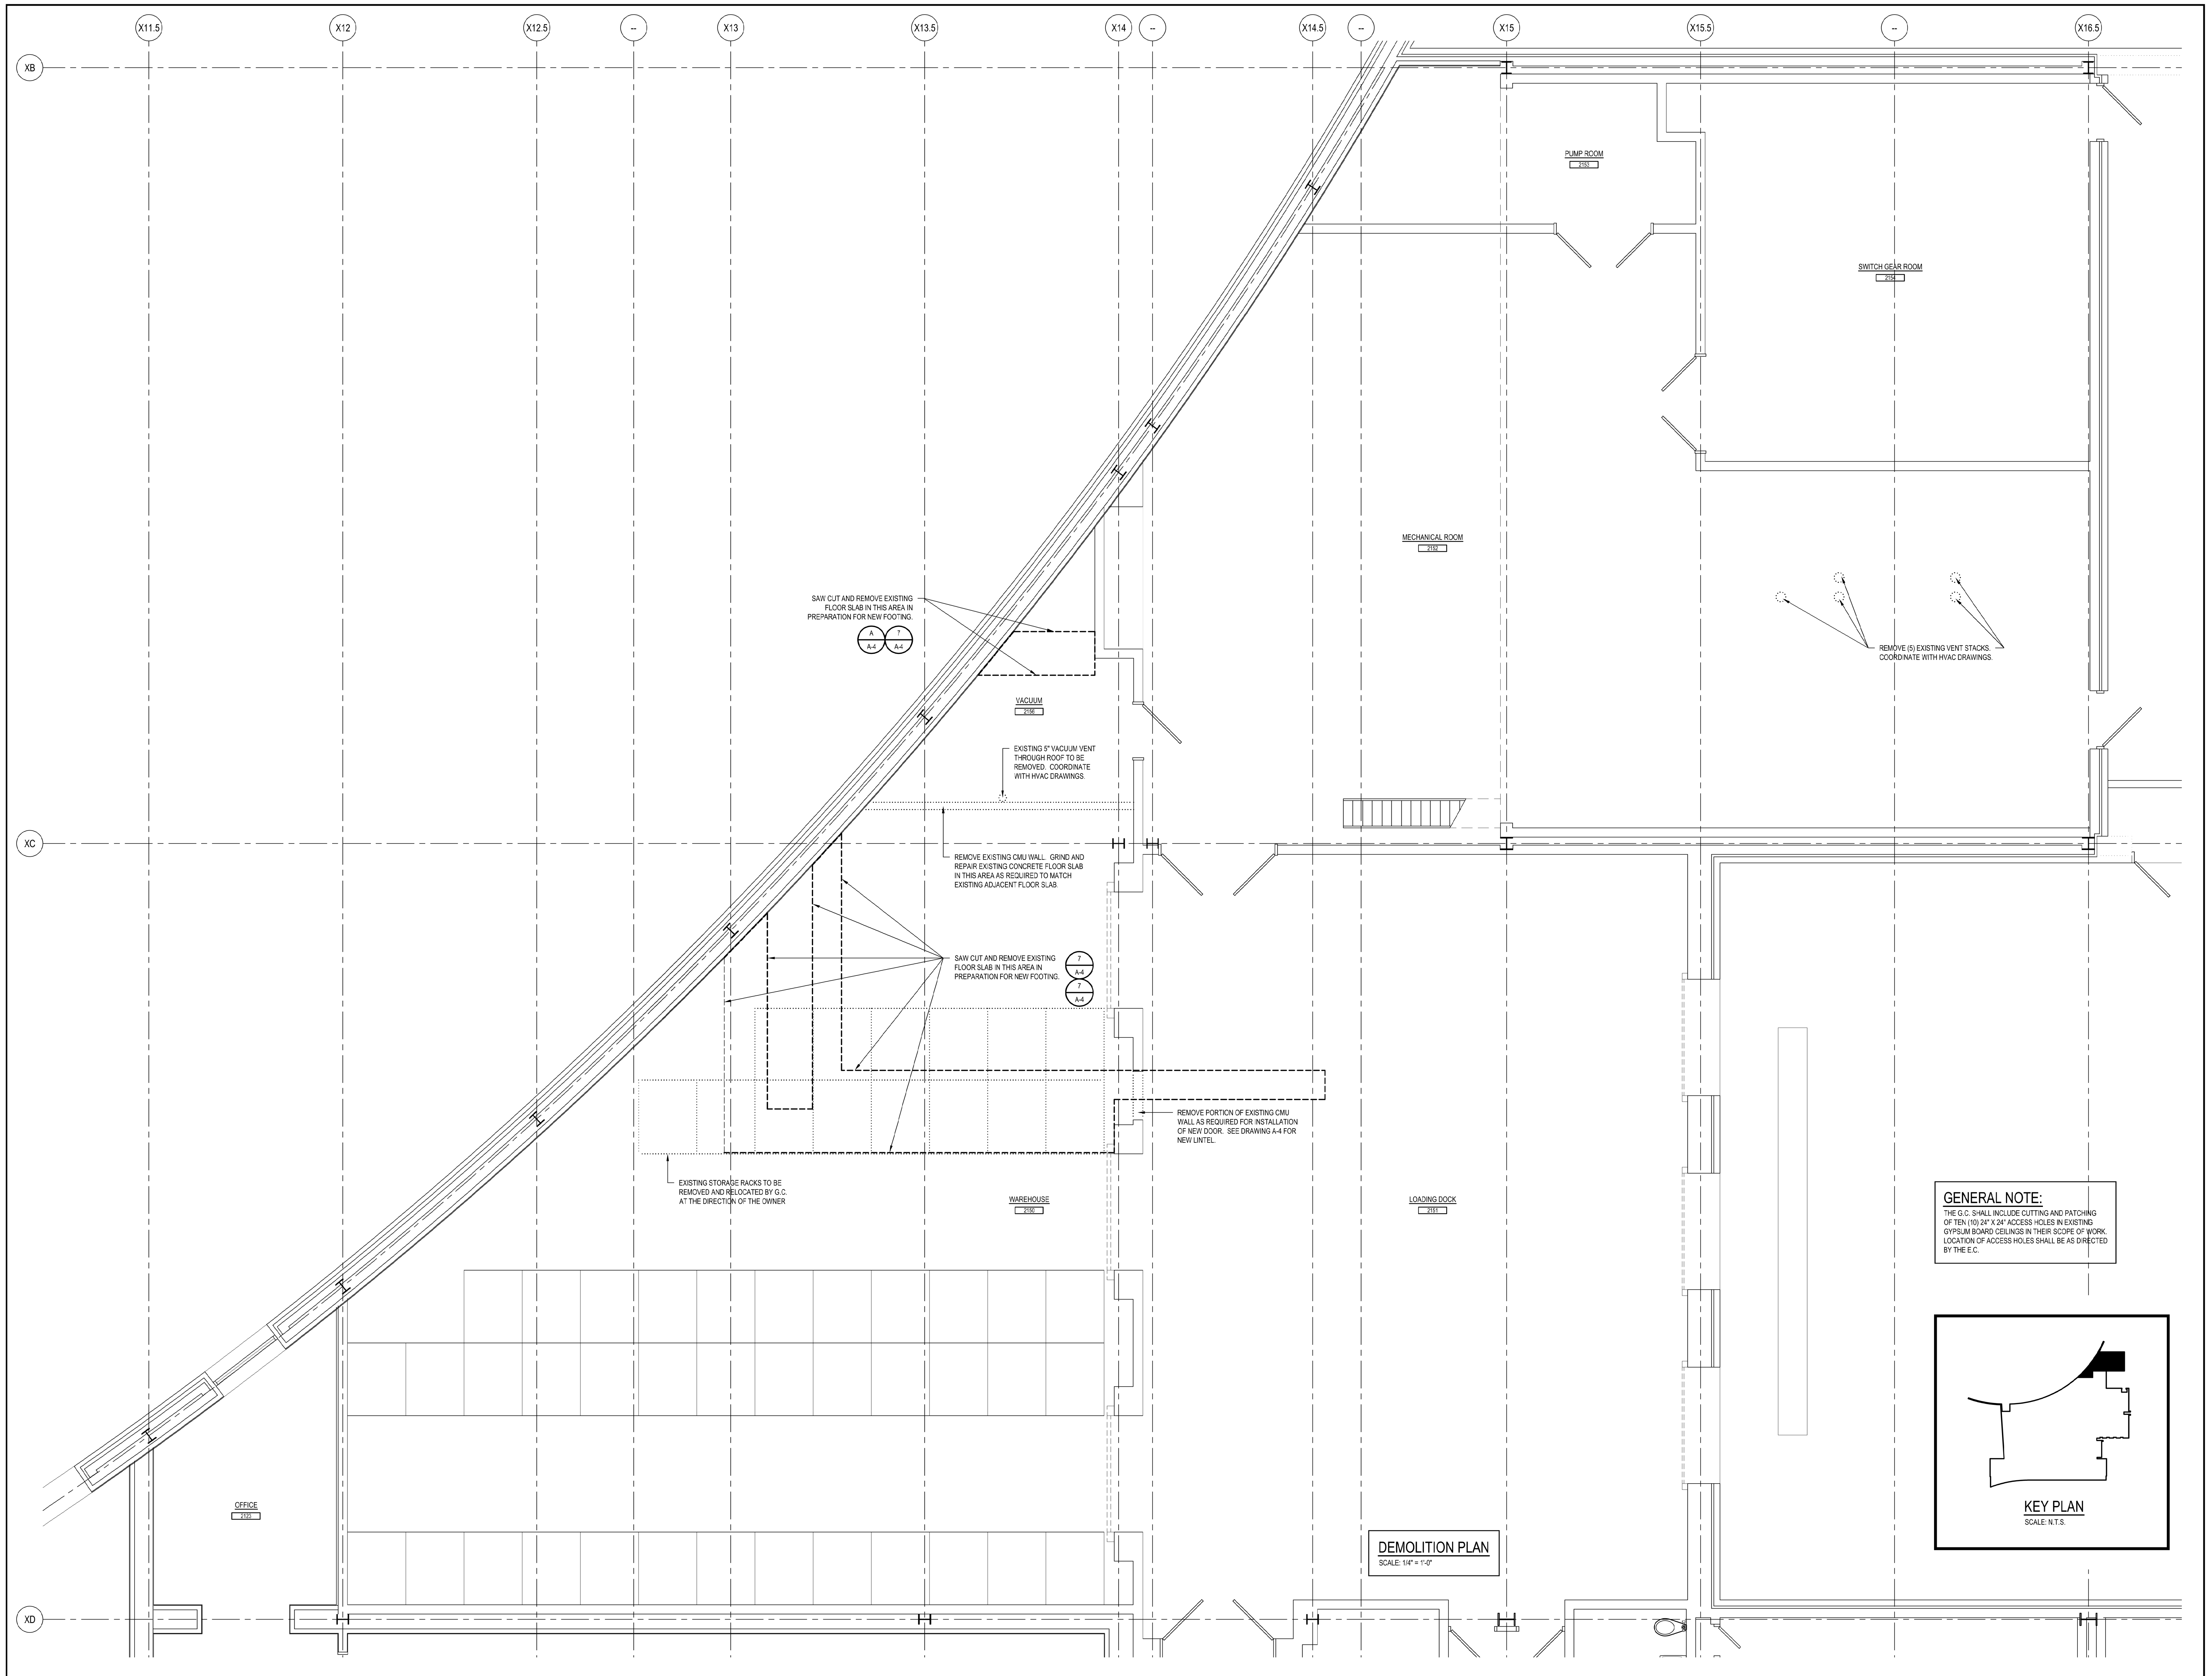 X11.5
X12
X12.5
--
X13
X13.5
X14
--
X14.5
--
X15
X15.5
--
X16.5
XB
PUMP ROOM
2153
SWITCH GEAR ROOM
2154
MECHANICAL ROOM
2152
SAW CUT AND REMOVE EXISTING
FLOOR SLAB IN THIS AREA IN
PREPARATION FOR NEW FOOTING.
A
A-4
7
A-4
REMOVE (5) EXISTING VENT STACKS.
COORDINATE WITH HVAC DRAWINGS.
VACUUM
2156
EXISTING 5" VACUUM VENT
THROUGH ROOF TO BE
REMOVED. COORDINATE
WITH HVAC DRAWINGS.
XC
REMOVE EXISTING CMU WALL. GRIND AND
REPAIR EXISTING CONCRETE FLOOR SLAB
IN THIS AREA AS REQUIRED TO MATCH
EXISTING ADJACENT FLOOR SLAB.
SAW CUT AND REMOVE EXISTING
FLOOR SLAB IN THIS AREA IN
PREPARATION FOR NEW FOOTING.
7
A-4
7
A-4
REMOVE PORTION OF EXISTING CMU
WALL AS REQUIRED FOR INSTALLATION
OF NEW DOOR. SEE DRAWING A-4 FOR
NEW LINTEL.
EXISTING STORAGE RACKS TO BE
REMOVED AND RELOCATED BY G.C.
AT THE DIRECTION OF THE OWNER
WAREHOUSE
2150
LOADING DOCK
2151
GENERAL NOTE:
THE G.C. SHALL INCLUDE CUTTING AND PATCHING
OF TEN (10) 24" X 24" ACCESS HOLES IN EXISTING
GYPSUM BOARD CEILINGS IN THEIR SCOPE OF WORK.
LOCATION OF ACCESS HOLES SHALL BE AS DIRECTED
BY THE E.C.
OFFICE
2123
KEY PLAN
SCALE: N.T.S.
DEMOLITION PLAN
SCALE: 1/4" = 1'-0"
XD